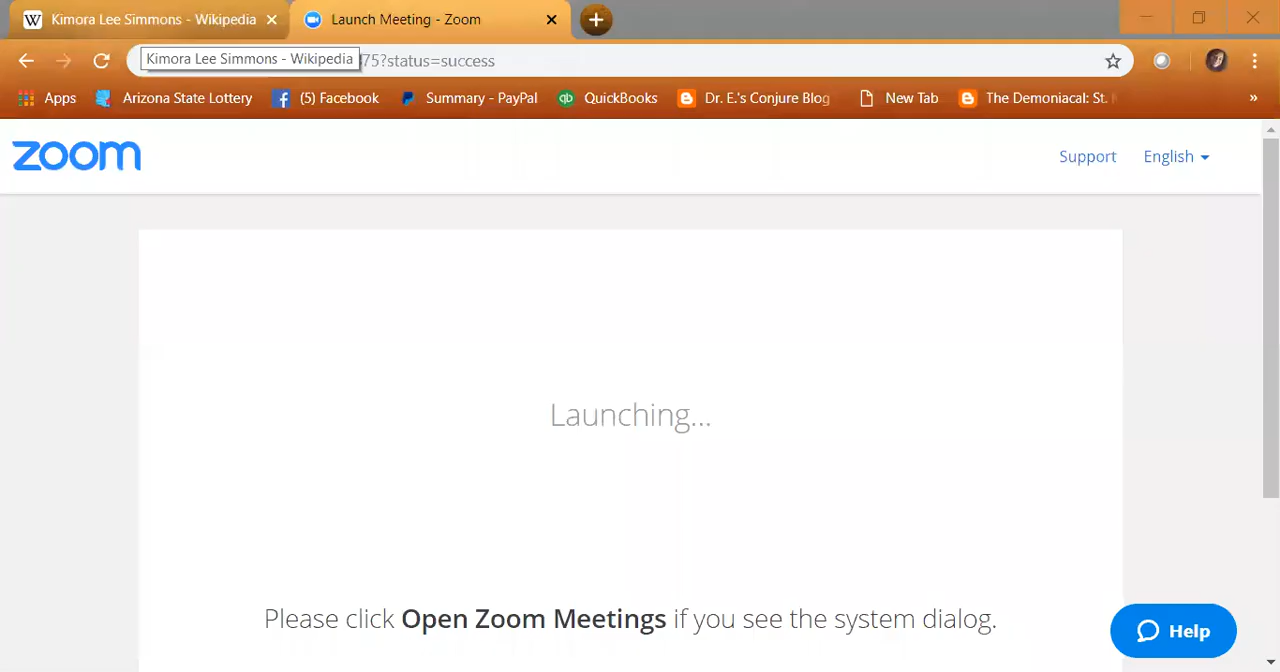 Kimora Lee Simmons - Wikipedia
Launch Meeting - Zoom
Kimora Lee Simmons - Wikipedia
75?status=success
Apps
Arizona State Lottery
(5) Facebook
Summary - PayPal
qb QuickBooks
Dr. E.'s Conjure Blog
New Tab
The Demoniacal: St.
»
zoom
Support
English
Launching...
Please click Open Zoom Meetings if you see the system dialog.
Help